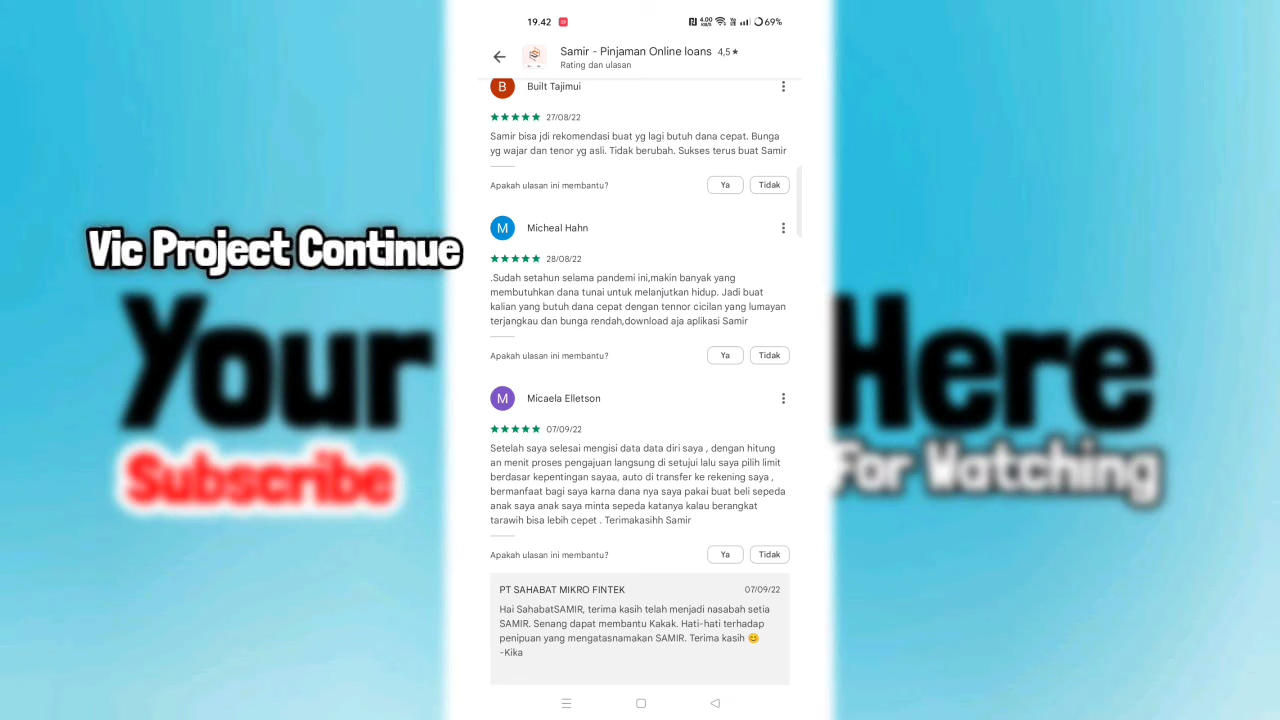 19.42
4.00
KB/S
69%
Samir - Pinjaman Online loans 4,5★
Rating dan ulasan
B
Built Tajimui
★★★★★ 27/08/22
Samir bisa jdi rekomendasi buat yg lagi butuh dana cepat. Bunga
yg wajar dan tenor yg asli. Tidak berubah. Sukses terus buat Samir
Apakah ulasan ini membantu?
Ya
Tidak
M
Micheal Hahn
★★★★★ 28/08/22
.Sudah setahun selama pandemi ini,makin banyak yang
membutuhkan dana tunai untuk melanjutkan hidup. Jadi buat
kalian yang butuh dana cepat dengan tennor cicilan yang lumayan
terjangkau dan bunga rendah,download aja aplikasi Samir
Apakah ulasan ini membantu?
Ya
Tidak
M
Micaela Elletson
★★★★★ 07/09/22
Setelah saya selesai mengisi data data diri saya , dengan hitung
an menit proses pengajuan langsung di setujui lalu saya pilih limit
berdasar kepentingan sayaa, auto di transfer ke rekening saya ,
bermanfaat bagi saya karna dana nya saya pakai buat beli sepeda
anak saya anak saya minta sepeda katanya kalau berangkat
tarawih bisa lebih cepet . Terimakasihh Samir
Apakah ulasan ini membantu?
Ya
Tidak
PT SAHABAT MIKRO FINTEK 07/09/22
Hai SahabatSAMIR, terima kasih telah menjadi nasabah setia
SAMIR. Senang dapat membantu Kakak. Hati-hati terhadap
penipuan yang mengatasnamakan SAMIR. Terima kasih 😊
-Kika
Vic Project Continue
Your
Here
Subscribe
For Watching